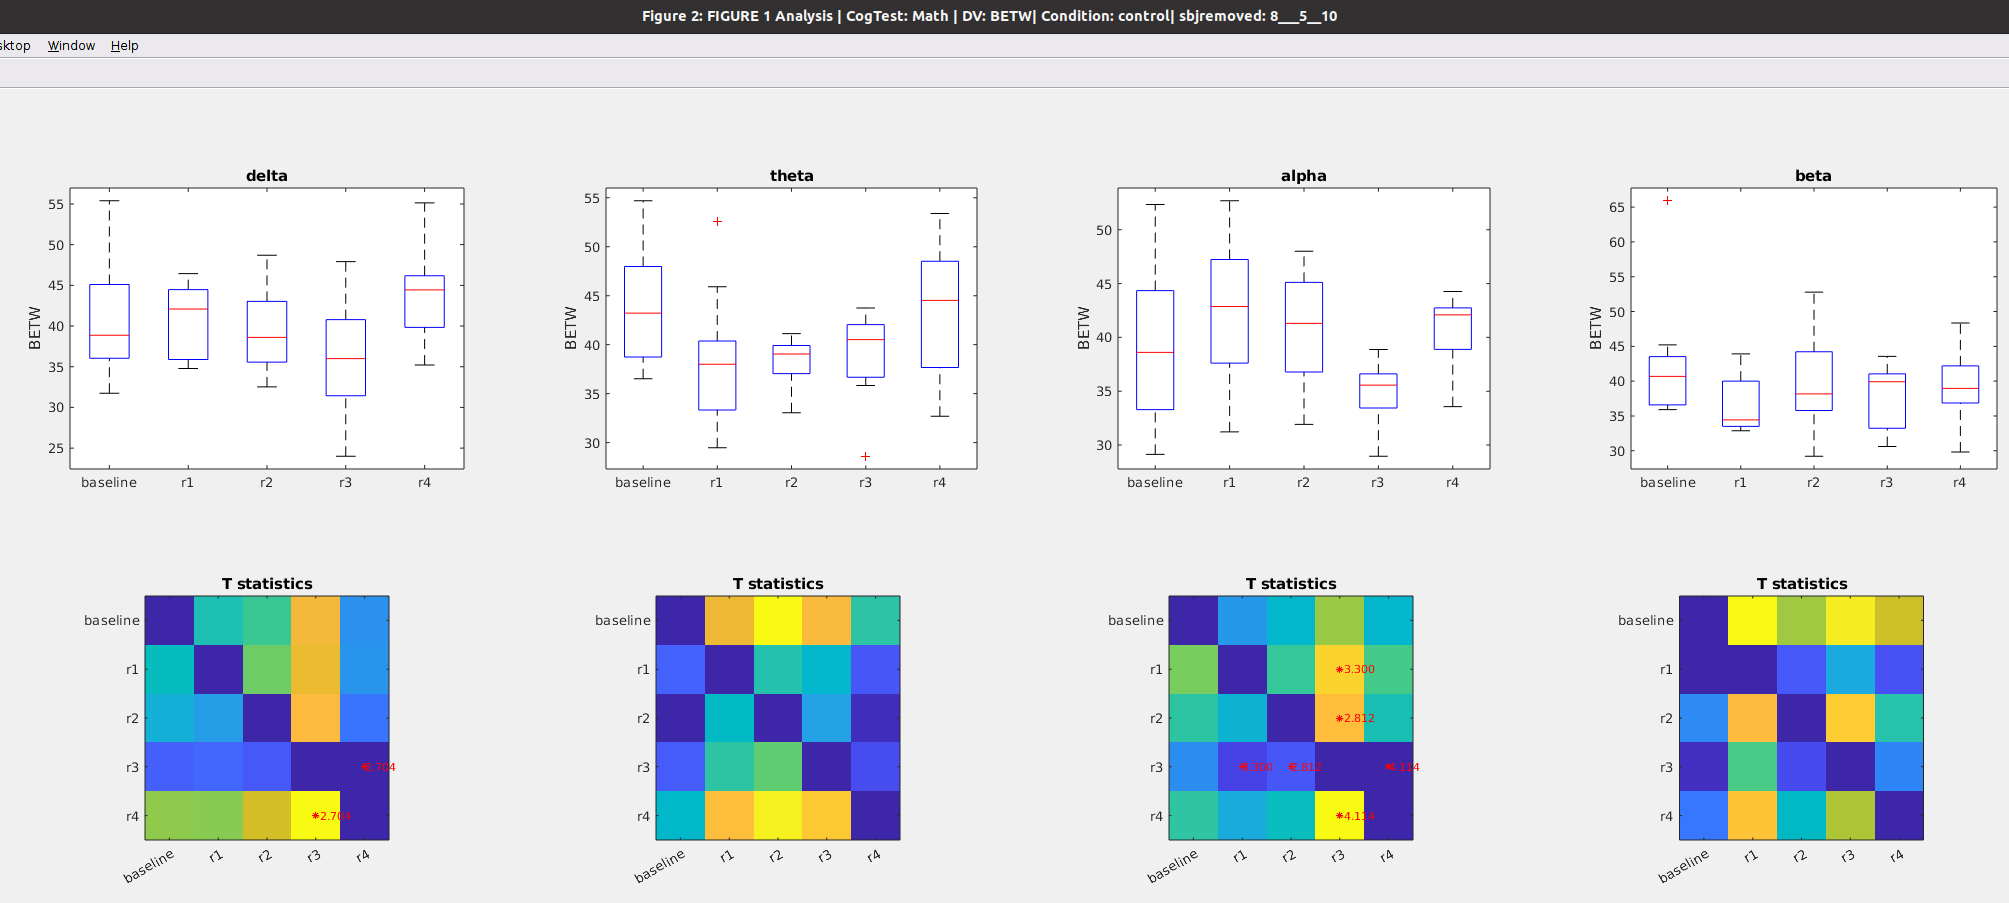 Figure 2: FIGURE 1 Analysis | CogTest: Math | DV: BETW| Condition: control| sbjremoved: 8___5__10
sktop Window Help
delta
BETW
55
50
45
40
35
30
25
baseline r1 r2 r3 r4
theta
BETW
55
50
45
40
35
30
baseline r1 r2 r3 r4
alpha
BETW
50
45
40
35
30
baseline r1 r2 r3 r4
beta
BETW
65
60
55
50
45
40
35
30
baseline r1 r2 r3 r4
T statistics
baseline
r1
r2
r3
r4 *2.704
baseline r1 r2 r3 r4
T statistics
baseline
r1
r2
r3
r4
baseline r1 r2 r3 r4
T statistics
baseline
r1 *3.300
r2 *2.812
r3 *3.300 *2.812 *4.114
r4 *4.114
baseline r1 r2 r3 r4
T statistics
baseline
r1
r2
r3
r4
baseline r1 r2 r3 r4